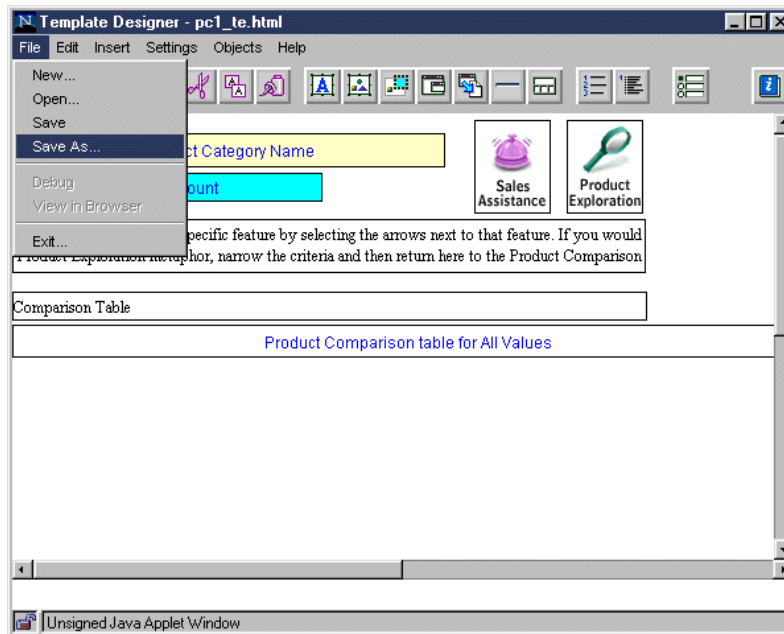 Template Designer - pc1_te.html
File Edit Insert Settings Objects Help
New...
Open...
Save
Save As...
Debug
View in Browser
Exit...
ct Category Name
ount
Sales
Assistance
Product
Exploration
pecific feature by selecting the arrows next to that feature. If you would
Product Exploration metaphor, narrow the criteria and then return here to the Product Comparison
Comparison Table
Product Comparison table for All Values
Unsigned Java Applet Window